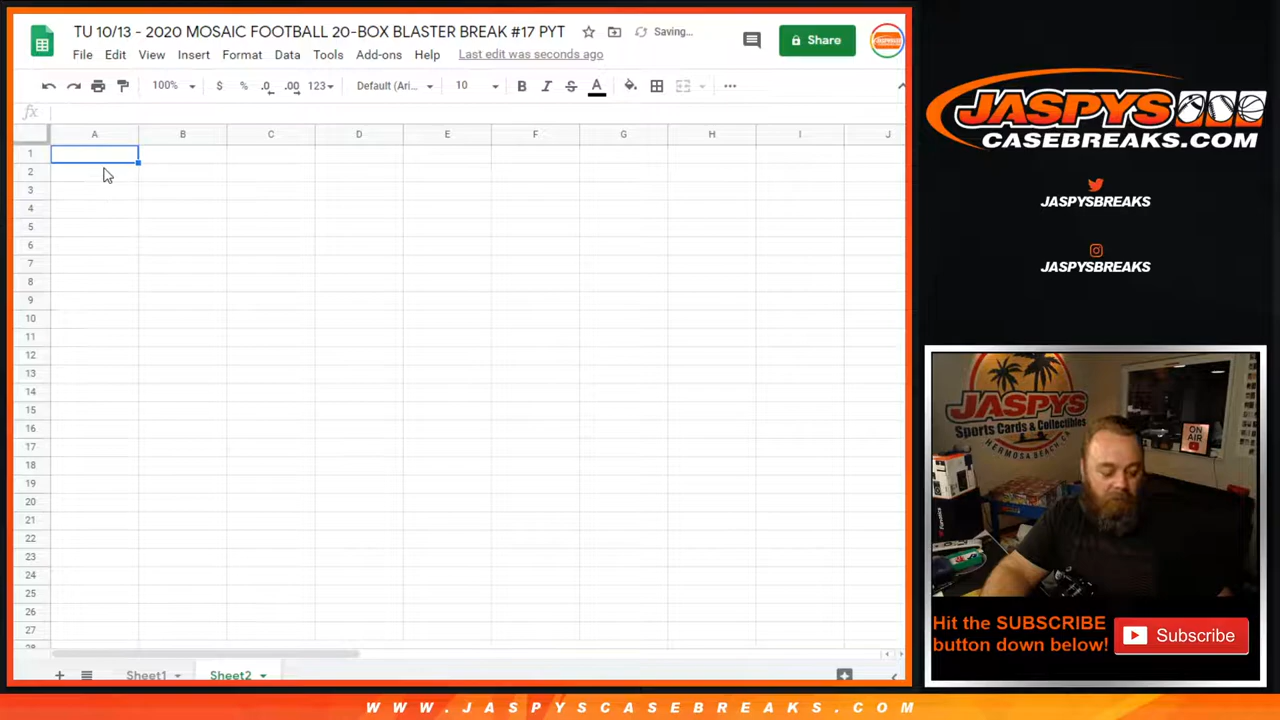 TU 10/13 - 2020 MOSAIC FOOTBALL 20-BOX BLASTER BREAK #17 PYT
Saving...
File Edit View Insert Format Data Tools Add-ons Help Last edit was seconds ago
Share
100% $ % .0 .00 123 Default (Ari... 10 B I S A
fx
A B C D E F G H I J
1
2
3
4
5
6
7
8
9
10
11
12
13
14
15
16
17
18
19
20
21
22
23
24
25
26
27
28
Sheet1 Sheet2
JASPYS
CASEBREAKS.COM
JASPYSBREAKS
JASPYSBREAKS
JASPYS
Sports Cards & Collectibles
HERMOSA BEACH, CA
ON
AIR
Hit the SUBSCRIBE
button down below!
Subscribe
WWW.JASPYSCASEBREAKS.COM